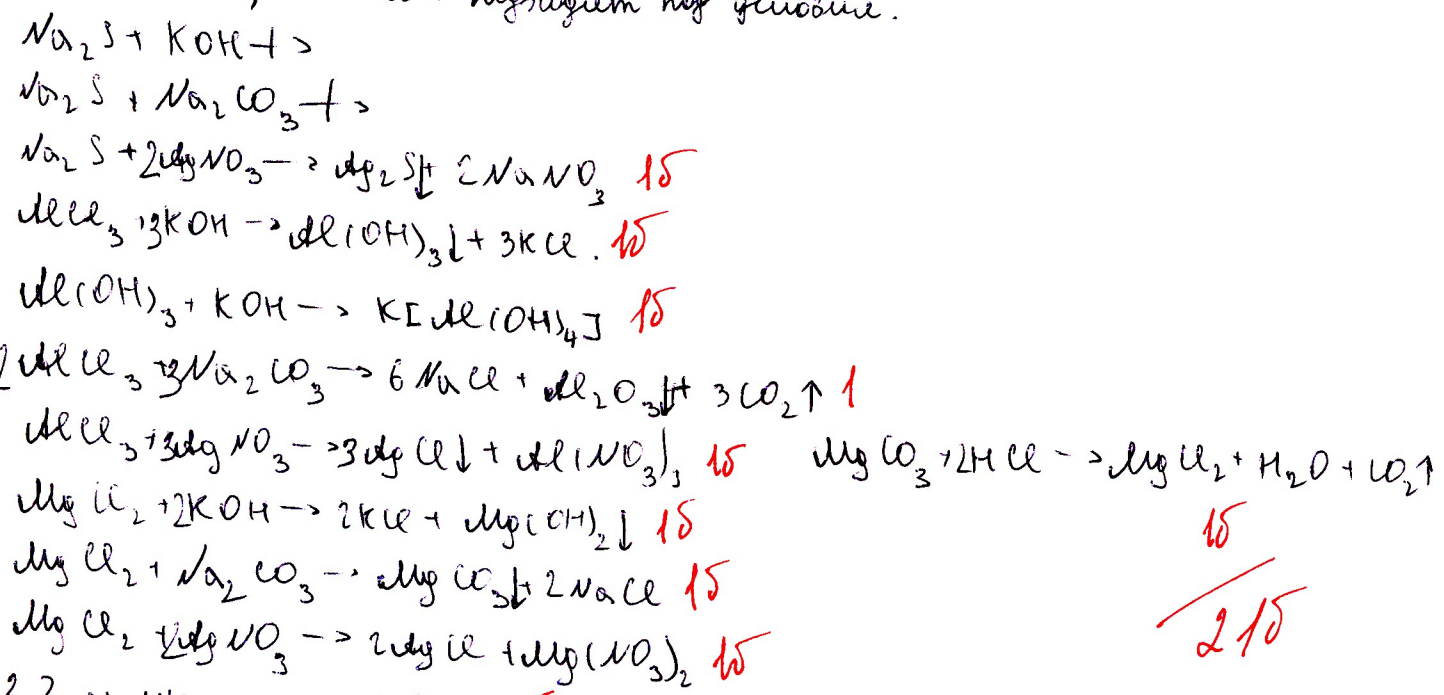 под условие.
Na₂S + KOH ⇸
Na₂S + Na₂CO₃ ⇸
Na₂S + 2AgNO₃ → Ag₂S↓ + 2NaNO₃ 1б
AlCl₃ + 3KOH → Al(OH)₃↓ + 3KCl. 1б
Al(OH)₃ + KOH → K[Al(OH)₄] 1б
2AlCl₃ + 3Na₂CO₃ → 6NaCl + Al₂O₃↓ + 3CO₂↑ 1
AlCl₃ + 3AgNO₃ → 3AgCl↓ + Al(NO₃)₃ 1б MgCO₃ + 2HCl → MgCl₂ + H₂O + CO₂↑
MgCl₂ + 2KOH → 2KCl + Mg(OH)₂↓ 1б 1б
MgCl₂ + Na₂CO₃ → MgCO₃↓ + 2NaCl 1б
MgCl₂ + 2AgNO₃ → 2AgCl + Mg(NO₃)₂ 1б 21б